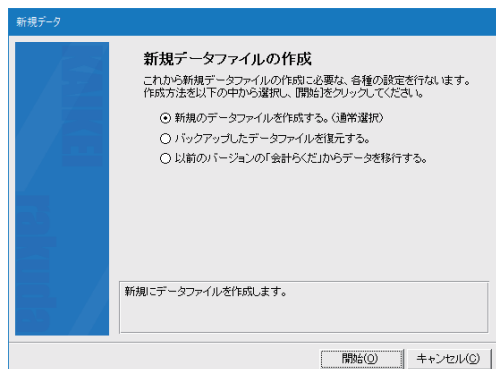 新規データ
新規データファイルの作成
これから新規データファイルの作成に必要な、各種の設定を行ないます。
作成方法を以下の中から選択し、[開始]をクリックしてください。
新規のデータファイルを作成する。(通常選択)
バックアップしたデータファイルを復元する。
以前のバージョンの「会計らくだ」からデータを移行する。
KAIKEI
rakuda
新規にデータファイルを作成します。
開始(O)
キャンセル(C)